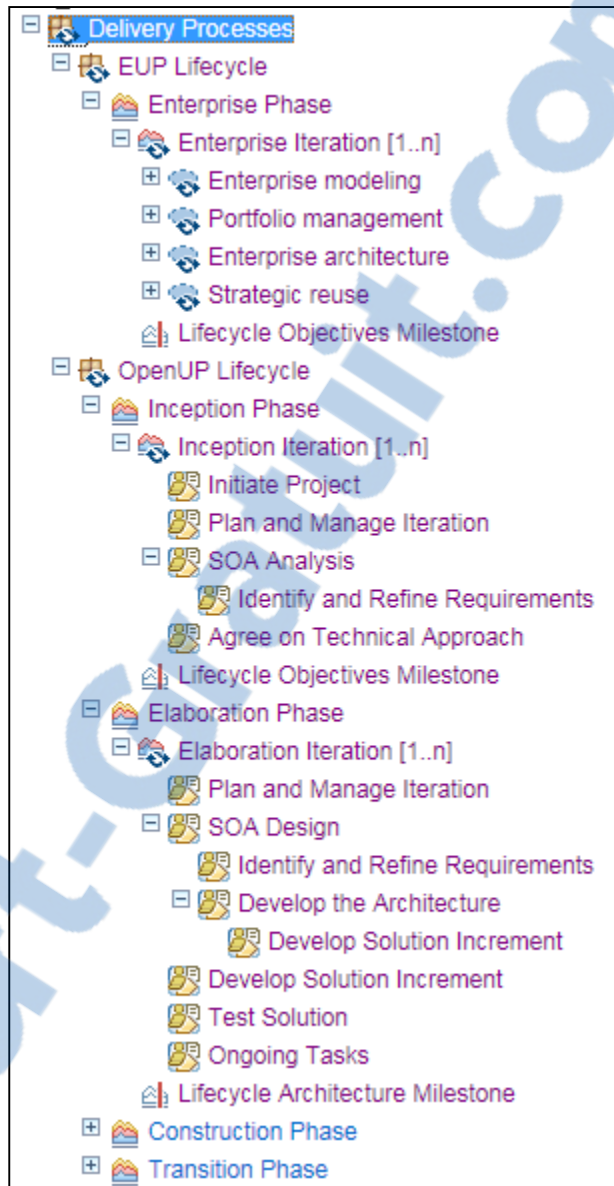 Delivery Processes
EUP Lifecycle
Enterprise Phase
Enterprise Iteration [1..n]
Enterprise modeling
Portfolio management
Enterprise architecture
Strategic reuse
Lifecycle Objectives Milestone
OpenUP Lifecycle
Inception Phase
Inception Iteration [1..n]
Initiate Project
Plan and Manage Iteration
SOA Analysis
Identify and Refine Requirements
Agree on Technical Approach
Lifecycle Objectives Milestone
Elaboration Phase
Elaboration Iteration [1..n]
Plan and Manage Iteration
SOA Design
Identify and Refine Requirements
Develop the Architecture
Develop Solution Increment
Develop Solution Increment
Test Solution
Ongoing Tasks
Lifecycle Architecture Milestone
Construction Phase
Transition Phase
t-Gratuit.com